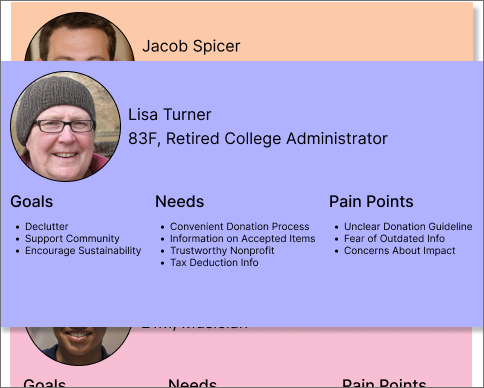 Jacob Spicer
Lisa Turner
83F, Retired College Administrator
Goals
Needs
Pain Points
• Declutter
• Support Community
• Encourage Sustainability
• Convenient Donation Process
• Information on Accepted Items
• Trustworthy Nonprofit
• Tax Deduction Info
• Unclear Donation Guideline
• Fear of Outdated Info
• Concerns About Impact
Musician
Goals
Needs
Pain Points